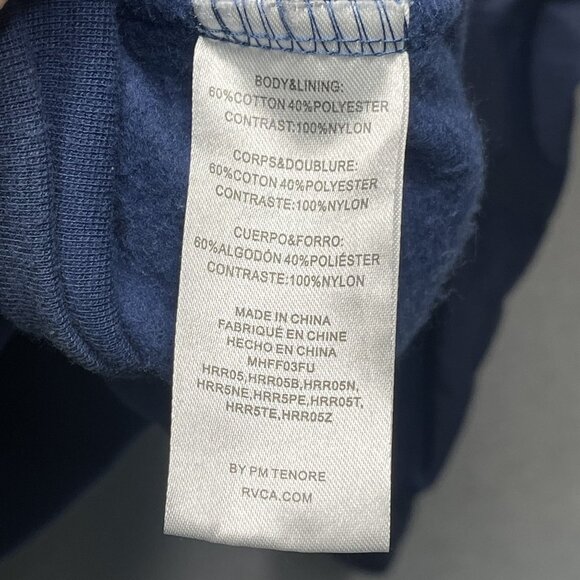 BODY&LINING:
60%COTTON 40%POLYESTER
CONTRAST:100%NYLON
CORPS&DOUBLURE:
60%COTON 40%POLYESTER
CONTRASTE:100%NYLON
CUERPO&FORRO:
60%ALGODÓN 40%POLIÉSTER
CONTRASTE:100%NYLON
MADE IN CHINA
FABRIQUÉ EN CHINE
HECHO EN CHINA
MHFF03FU
HRR05,HRR05B,HRR05N,
HRR5NE,HRR5PE,HRR05T,
HRR5TE,HRR05Z
BY PM TENORE
RVCA.COM